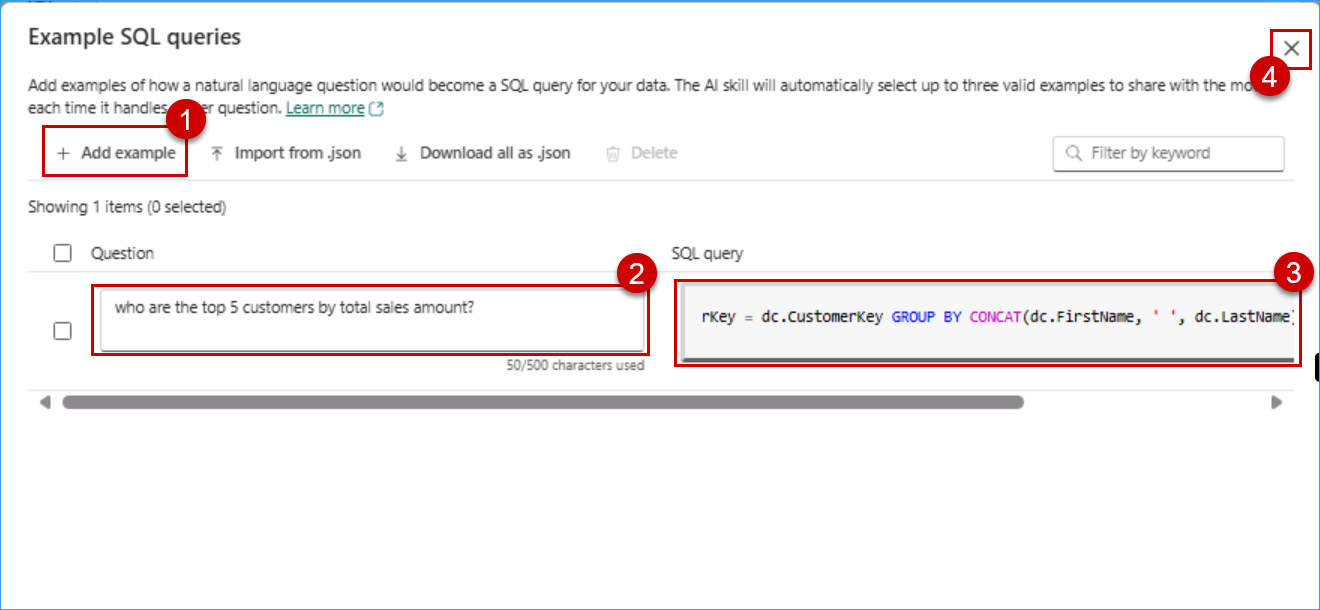 Example SQL queries
4
Add examples of how a natural language question would become a SQL query for your data. The AI skill will automatically select up to three valid examples to share with the
each time it handles question. Learn more
1
+ Add example Import from .json Download all as .json Delete Filter by keyword
Showing 1 items (0 selected)
Question SQL query
2 3
who are the top 5 customers by total sales amount?
rKey = dc.CustomerKey GROUP BY CONCAT(dc.FirstName, ' ', dc.LastName)
50/500 characters used